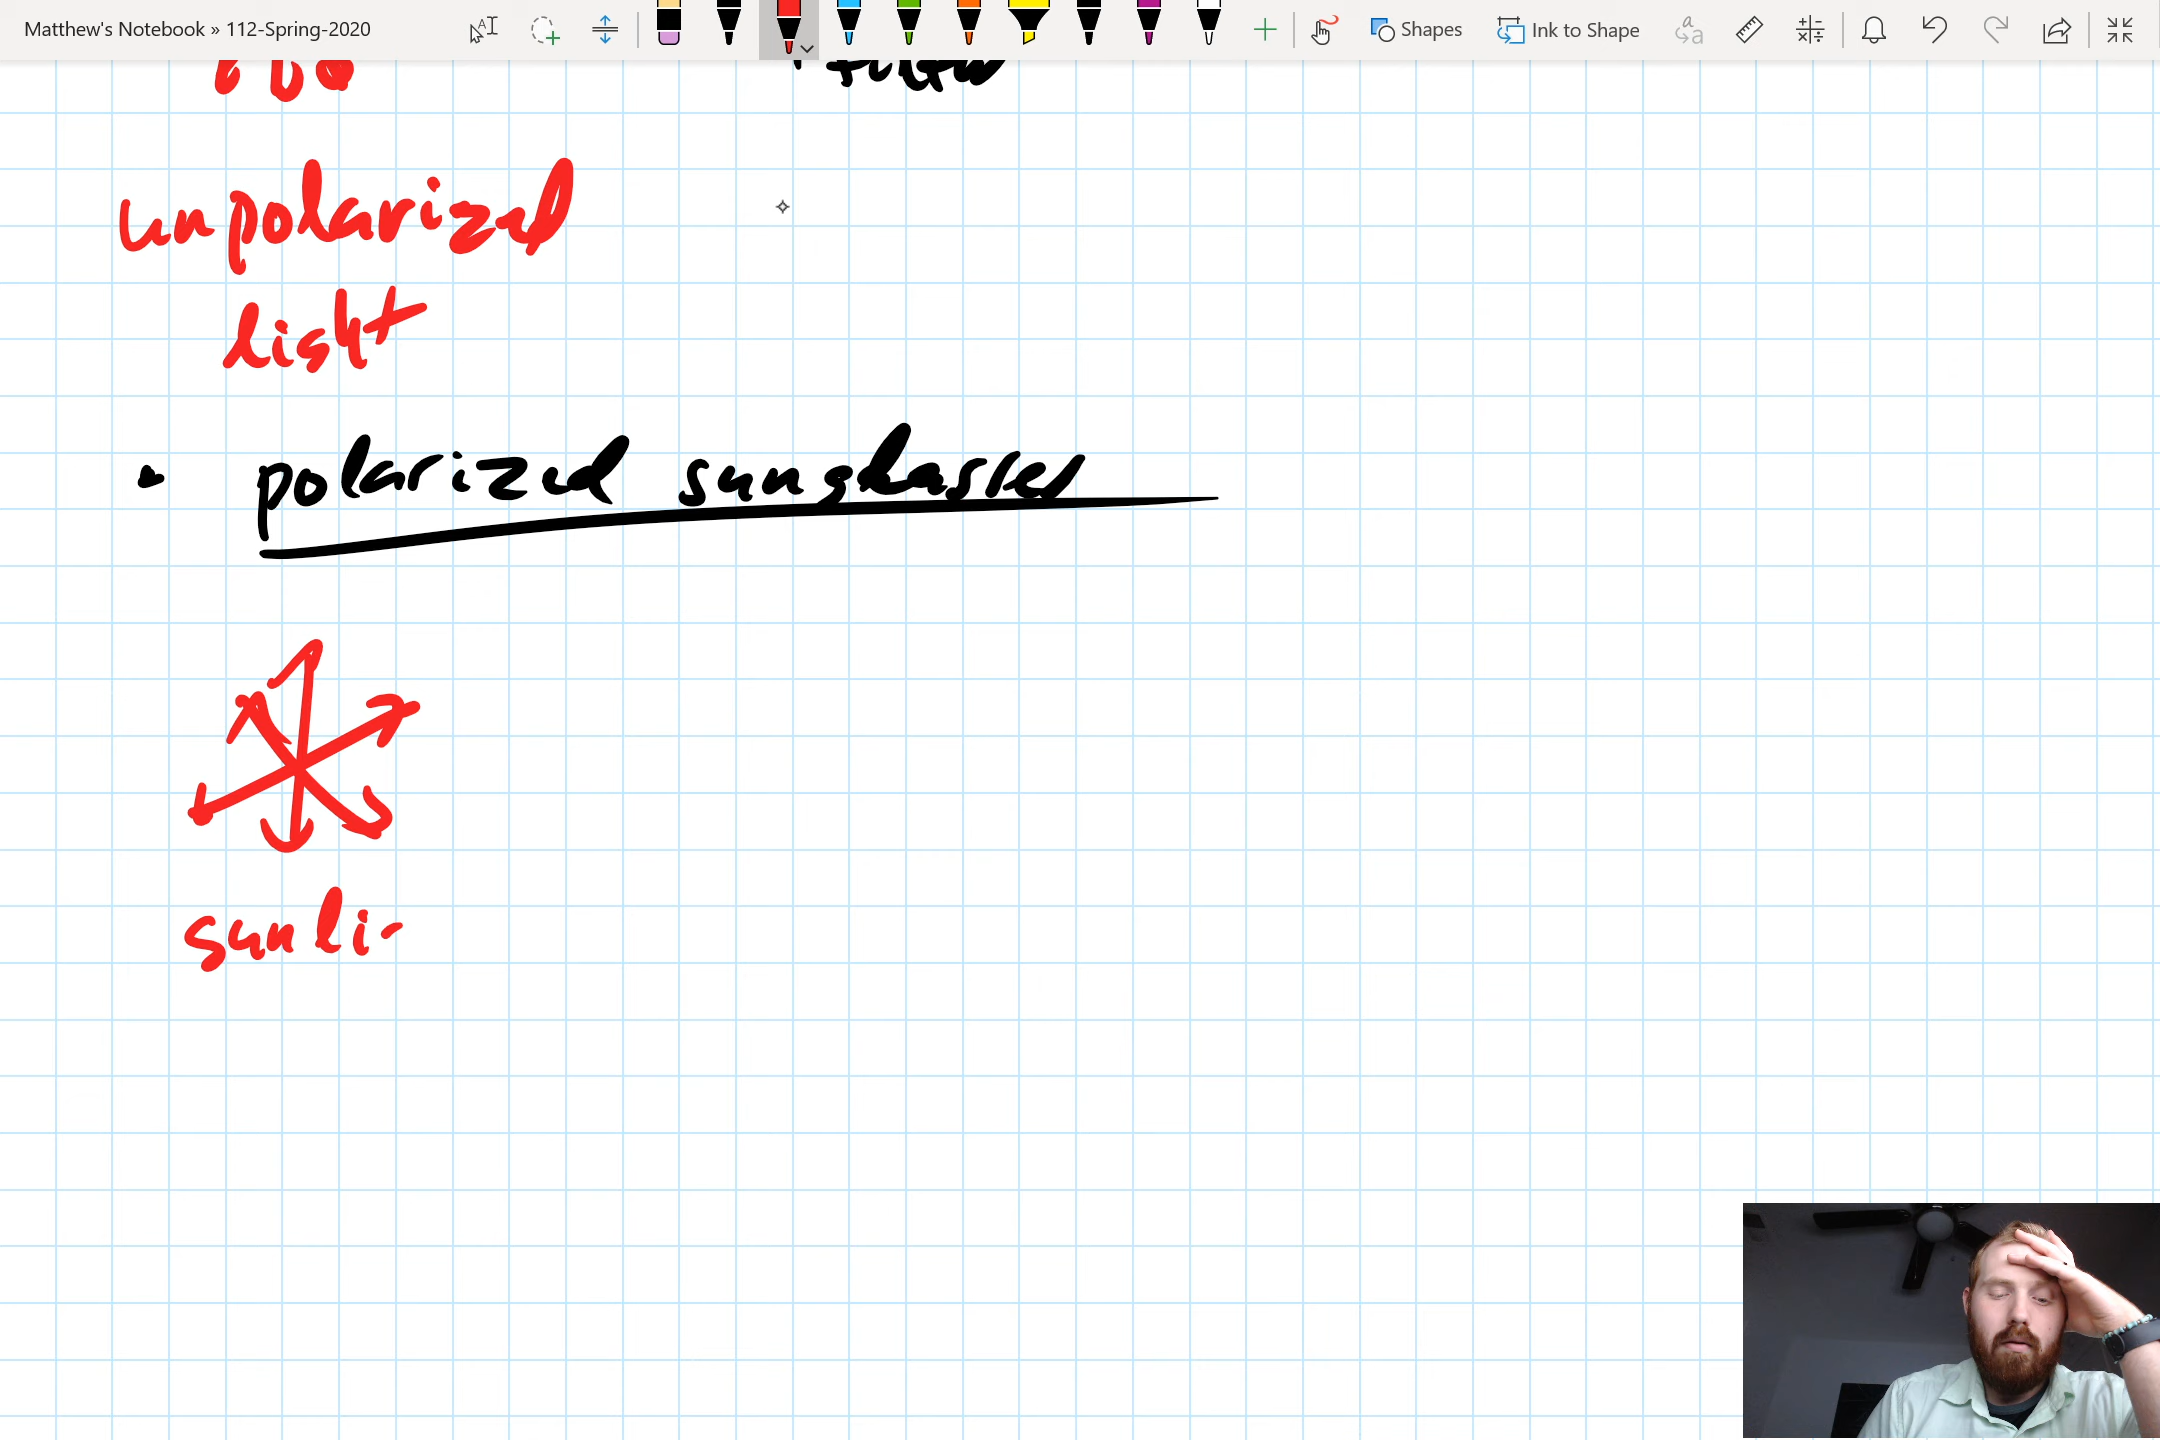 Matthew's Notebook » 112-Spring-2020
Shapes
Ink to Shape
unpolarized
light
• polarized sunglasses
sunli